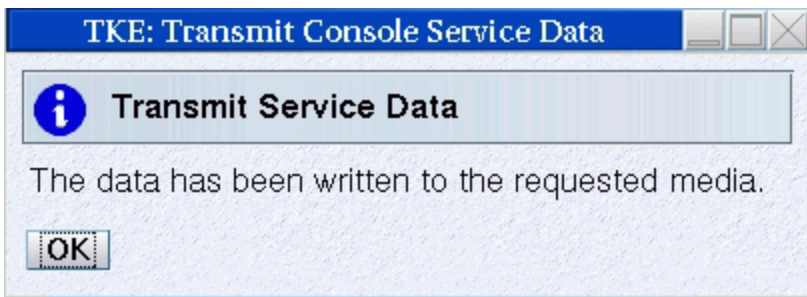 TKE: Transmit Console Service Data
Transmit Service Data
The data has been written to the requested media.
OK